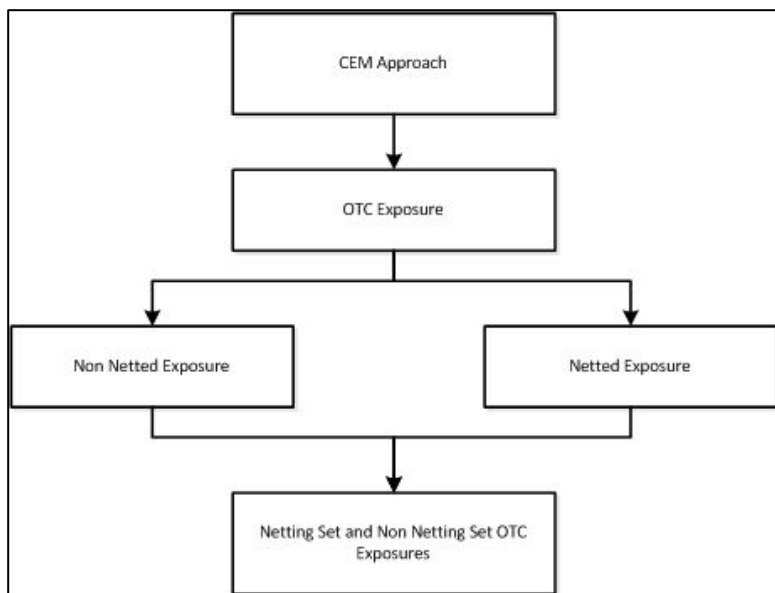 CEM Approach
OTC Exposure
Non Netted Exposure
Netted Exposure
Netting Set and Non Netting Set OTC
Exposures